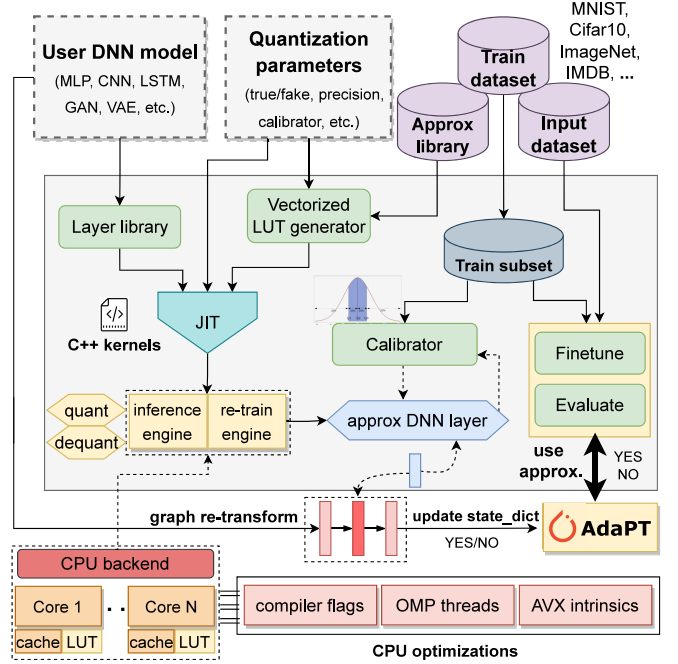 User DNN model
(MLP, CNN, LSTM,
GAN, VAE, etc.)
Quantization
parameters
(true/fake, precision,
calibrator, etc.)
Train
dataset
MNIST,
Cifar10,
ImageNet,
IMDB, ...
Approx
library
Input
dataset
Layer library
Vectorized
LUT generator
Train subset
C++ kernels
JIT
Calibrator
Finetune
Evaluate
quant
dequant
inference
engine
re-train
engine
approx DNN layer
use
approx.
YES
NO
graph re-transform
update state_dict
YES/NO
AdaPT
CPU backend
Core 1
. .
Core N
cache
LUT
cache
LUT
compiler flags
OMP threads
AVX intrinsics
CPU optimizations